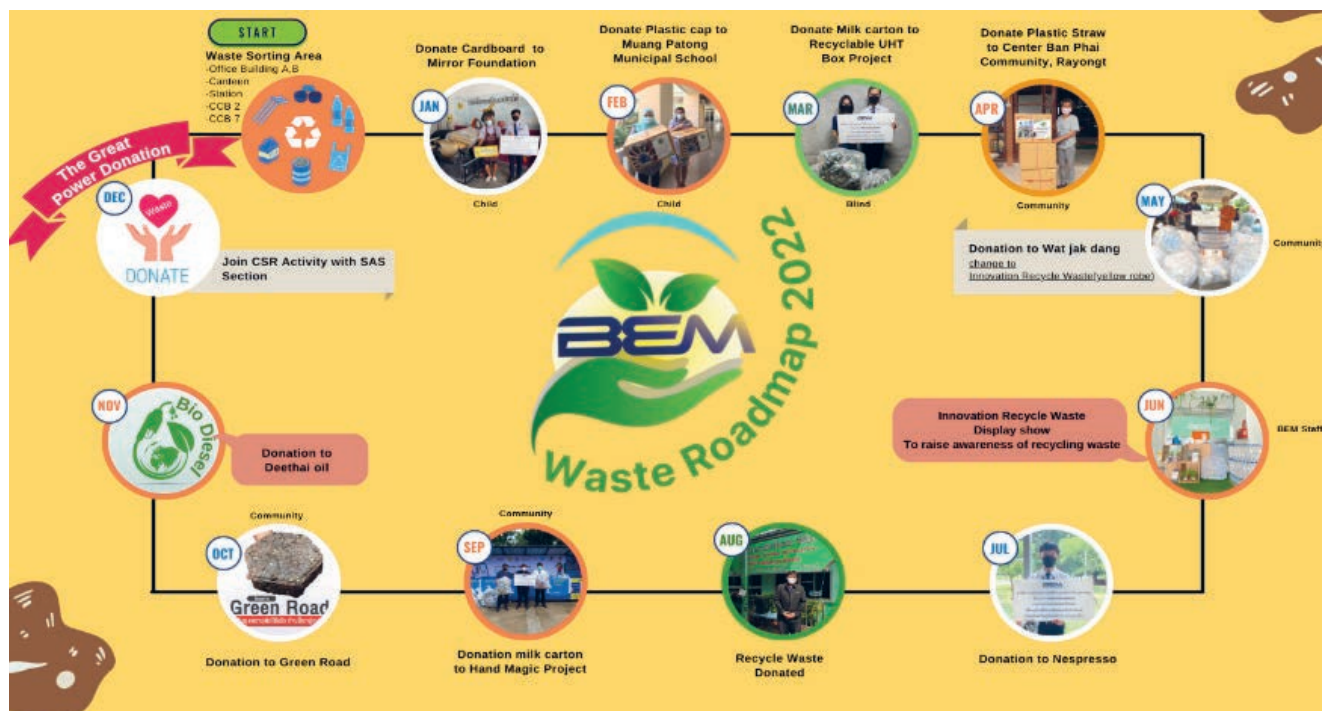 START
Waste Sorting Area
-Office Building A,B
-Canteen
-Station
-CCB 2
-CCB 7
The Great
Power Donation
Donate Cardboard to
Mirror Foundation
JAN
Child
Donate Plastic cap to
Muang Patong
Municipal School
FEB
Child
Donate Milk carton to
Recyclable UHT
Box Project
MAR
Blind
Donate Plastic Straw
to Center Ban Phai
Community, Rayongt
APR
Community
MAY
Community
Donation to Wat jak dang
change to
Innovation Recycle Waste(yellow robe)
JUN
BEM Staff
Innovation Recycle Waste
Display show
To raise awareness of recycling waste
JUL
Donation to Nespresso
AUG
Recycle Waste
Donated
Community
SEP
Donation milk carton
to Hand Magic Project
Community
OCT
Green Road
Donation to Green Road
NOV
Bio Diesel
Donation to
Deethai oil
DEC
Waste
DONATE
Join CSR Activity with SAS
Section
BEM
Waste Roadmap 2022